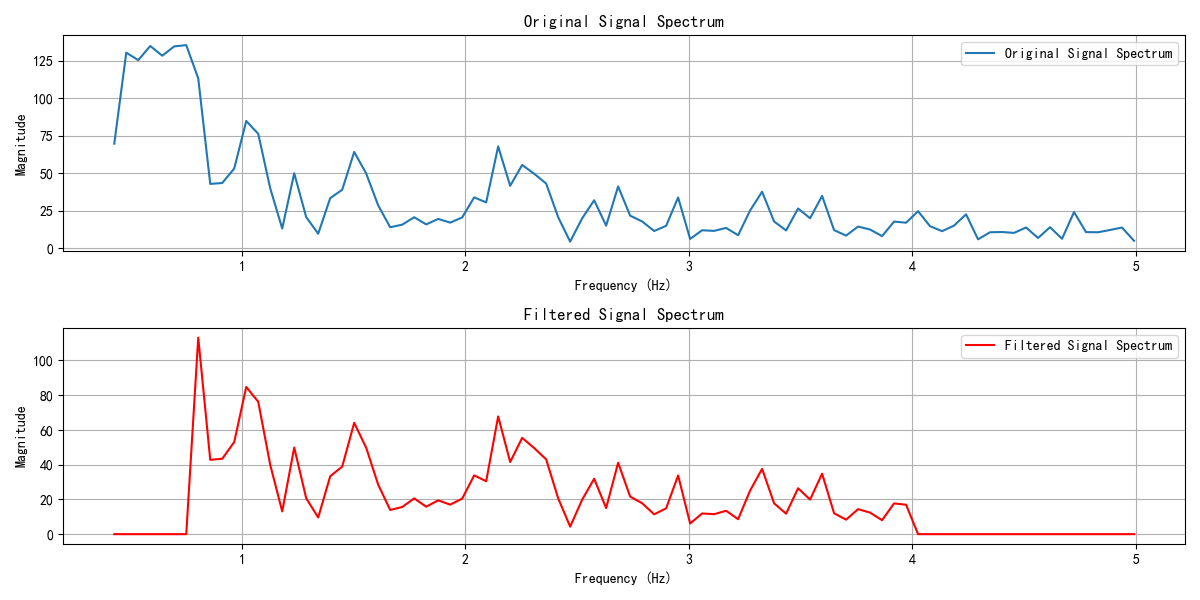 Original Signal Spectrum
Original Signal Spectrum
Magnitude
125
100
75
50
25
0
1
2
3
4
5
Frequency (Hz)
Filtered Signal Spectrum
Filtered Signal Spectrum
Magnitude
100
80
60
40
20
0
1
2
3
4
5
Frequency (Hz)